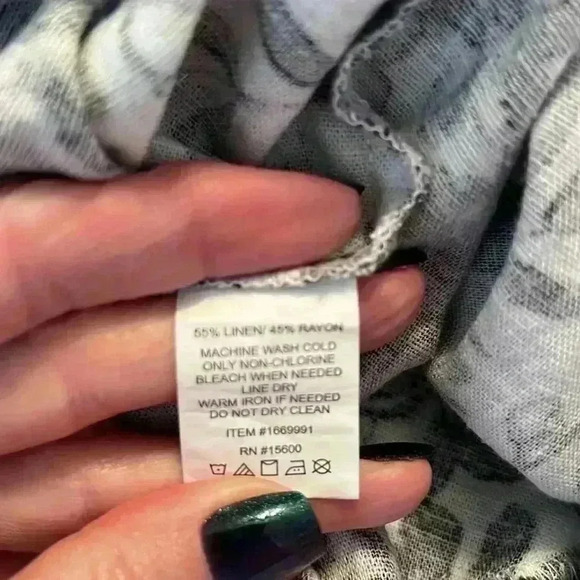 55% LINEN/ 45% RAYON
MACHINE WASH COLD
ONLY NON-CHLORINE
BLEACH WHEN NEEDED
LINE DRY
WARM IRON IF NEEDED
DO NOT DRY CLEAN
ITEM #1669991
RN #15600